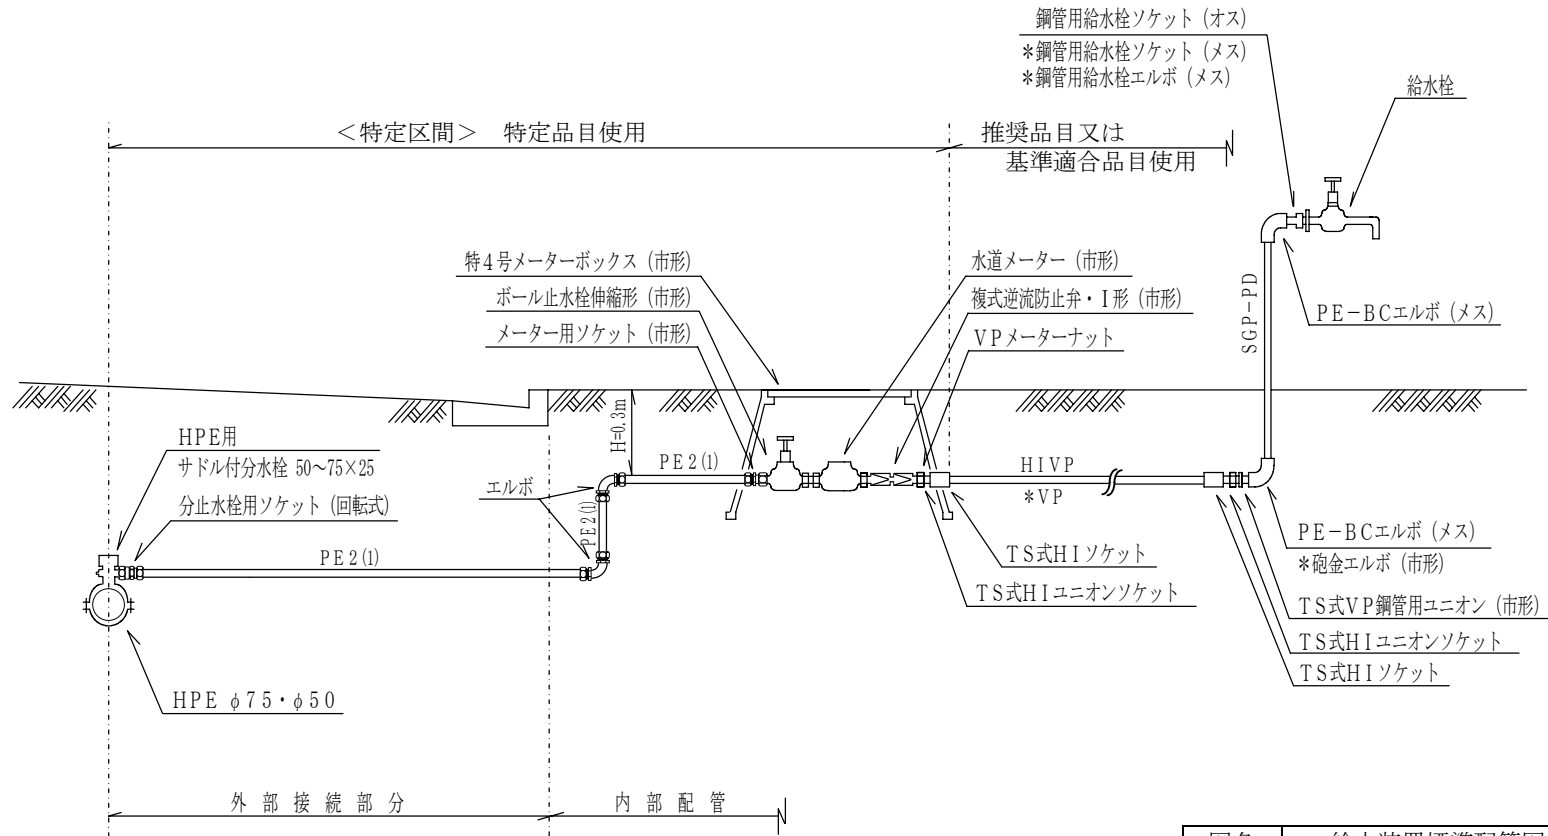 鋼管用給水栓ソケット (オス)
*鋼管用給水栓ソケット (メス)
*鋼管用給水栓エルボ (メス)
給水栓
<特定区間> 特定品目使用
推奨品目又は
基準適合品目使用
特4号メーターボックス (市形)
ボール止水栓伸縮形 (市形)
メーター用ソケット (市形)
水道メーター (市形)
複式逆流防止弁・I形 (市形)
VPメーターナット
SGP-PD
PE-BCエルボ (メス)
H=0.3m
HPE用
サドル付分水栓 50~75×25
分止水栓用ソケット (回転式)
エルボ
PE2(1)
PE2(1)
PE2(1)
HIVP
*VP
TS式HIソケット
TS式HIユニオンソケット
PE-BCエルボ (メス)
*砲金エルボ (市形)
TS式VP鋼管用ユニオン (市形)
TS式HIユニオンソケット
TS式HIソケット
HPE φ75・φ50
外部接続部分
内部配管